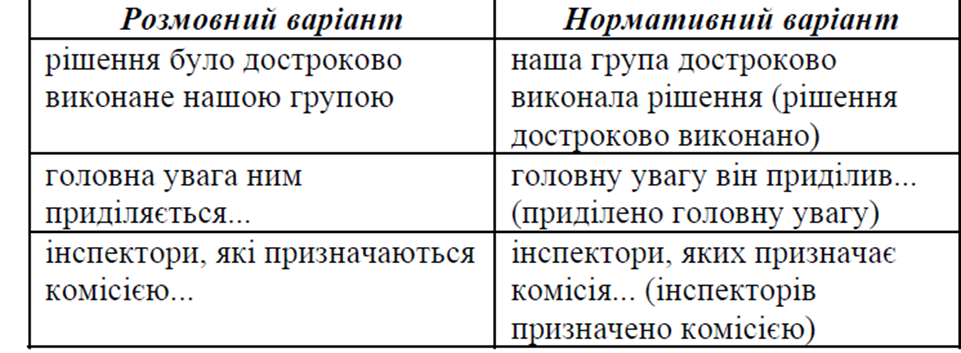 Розмовний варіант
Нормативний варіант
рішення було достроково
виконане нашою групою
наша група достроково
виконала рішення (рішення
достроково виконано)
головна увага ним
приділяється...
головну увагу він приділив...
(приділено головну увагу)
інспектори, які призначаються
комісією...
інспектори, яких призначає
комісія... (інспекторів
призначено комісією)